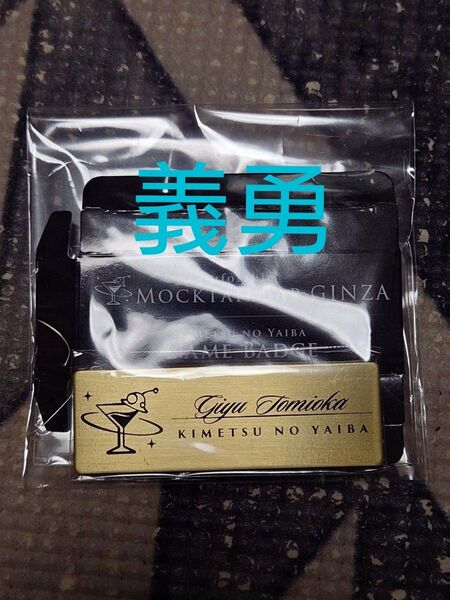 義勇
MOCKTAIL BAR GINZA
KIMETSU NO YAIBA
NAME BADGE
Giyu Tomioka
KIMETSU NO YAIBA